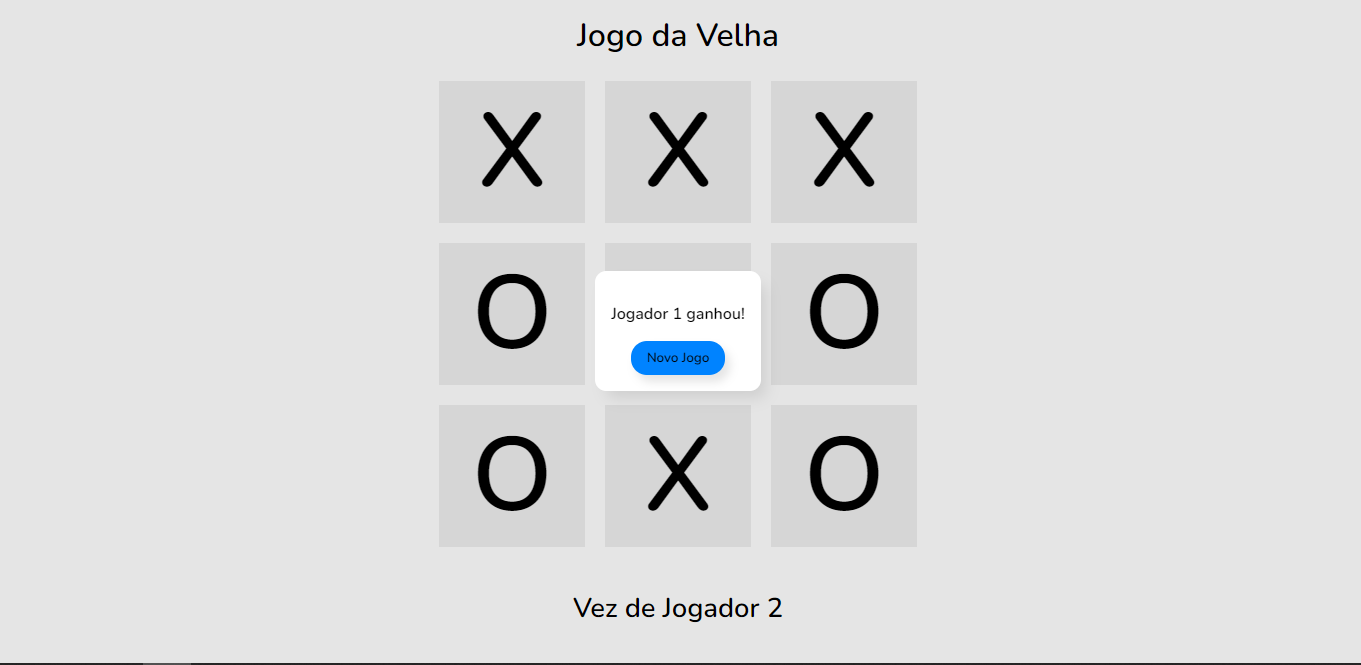 Jogo da Velha
X X X
O O
Jogador 1 ganhou!
Novo Jogo
O X O
Vez de Jogador 2